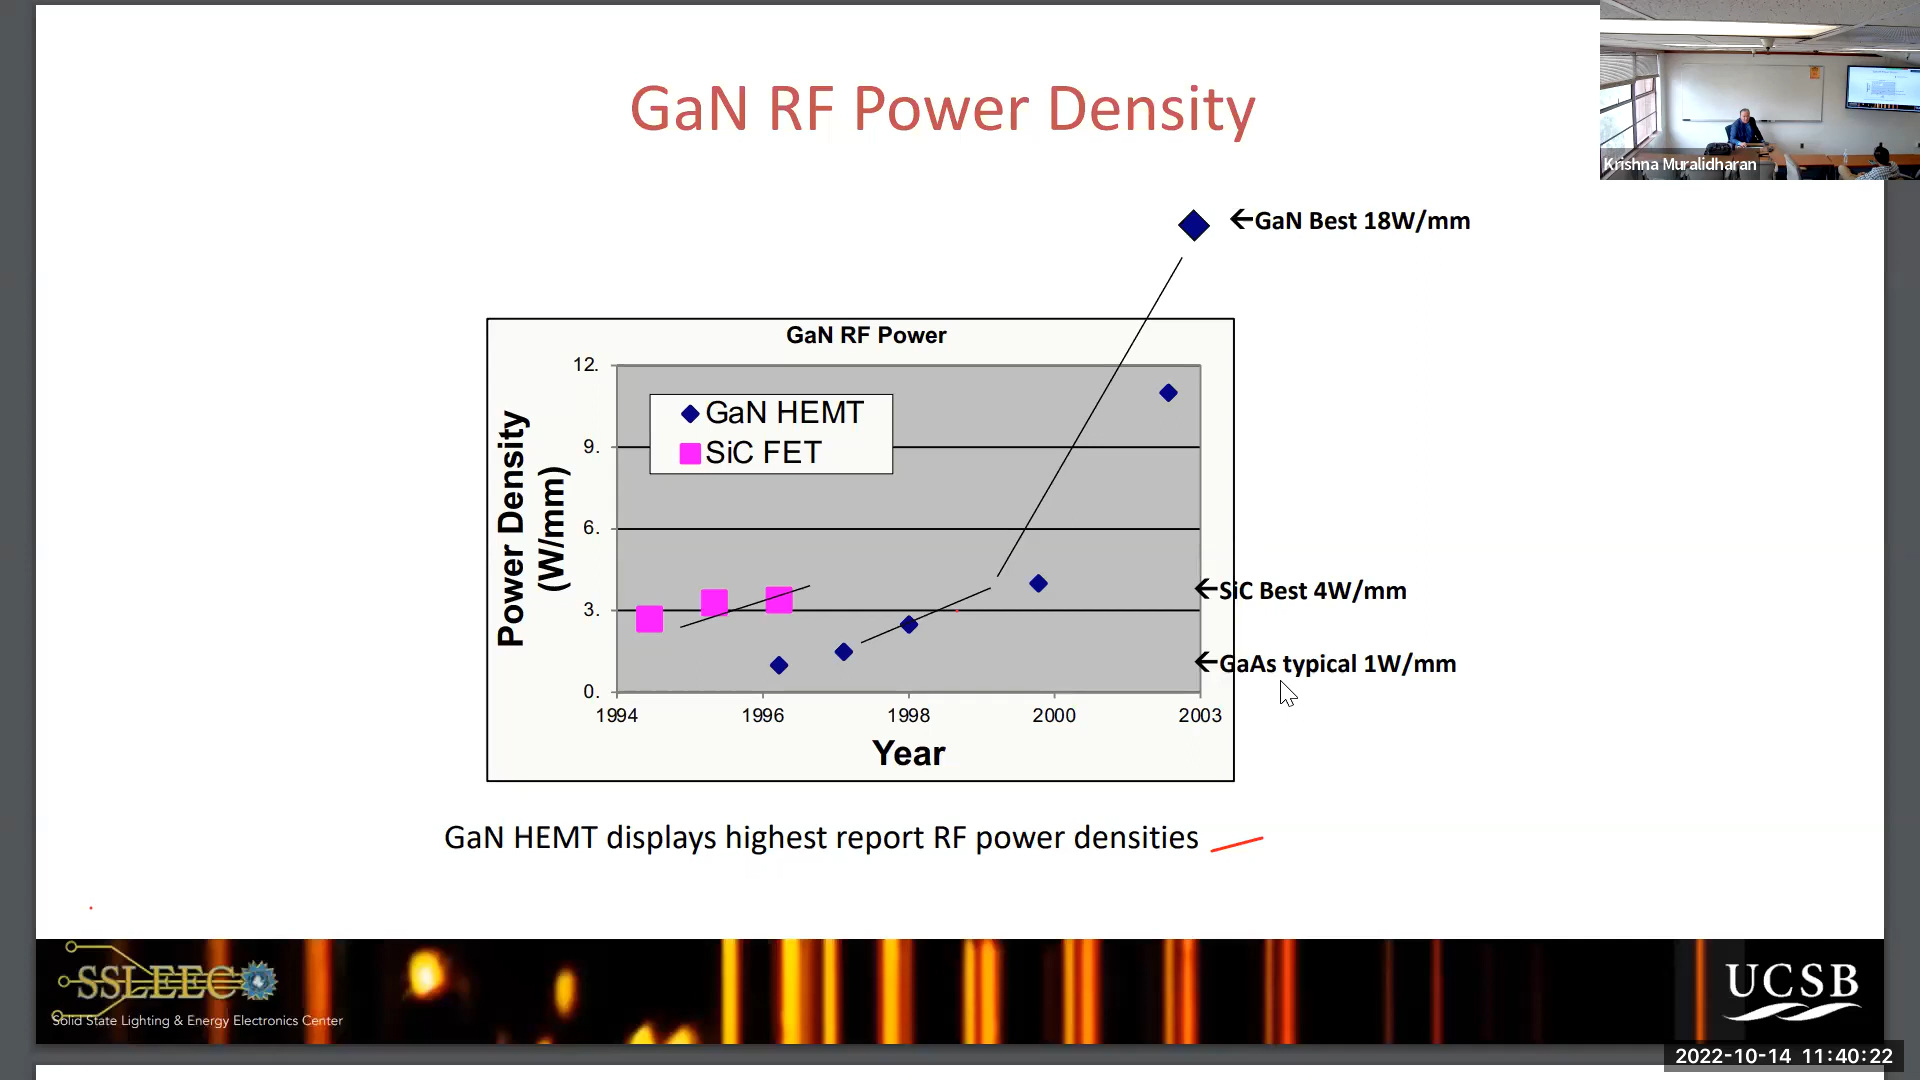 GaN RF Power Density
Krishna Muralidharan
←GaN Best 18W/mm
GaN RF Power
12.
9.
6.
3.
0.
Power Density
(W/mm)
GaN HEMT
SiC FET
←SiC Best 4W/mm
←GaAs typical 1W/mm
1994 1996 1998 2000 2003
Year
GaN HEMT displays highest report RF power densities
SSLEEC
Solid State Lighting & Energy Electronics Center
UCSB
2022-10-14 11:40:22